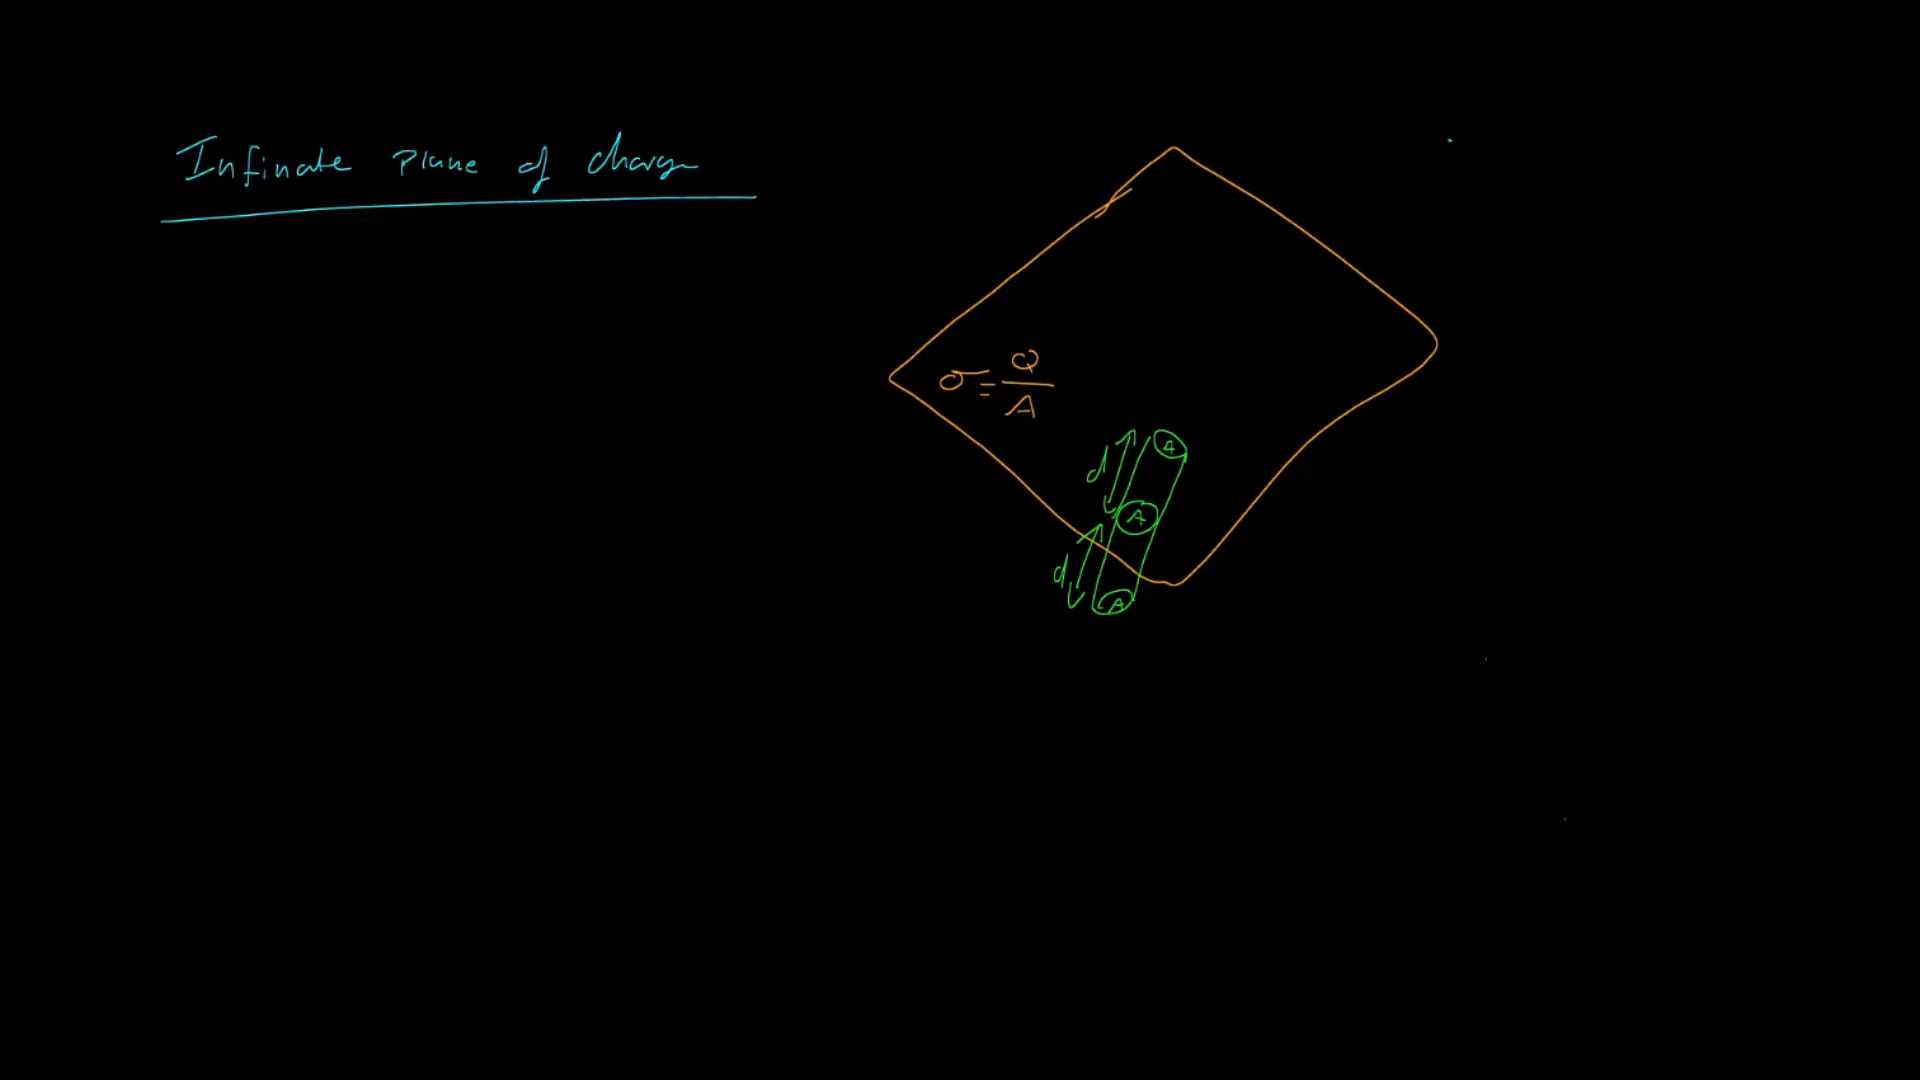 Infinate Plane of charge
σ = Q/A
d
A
A
d
A